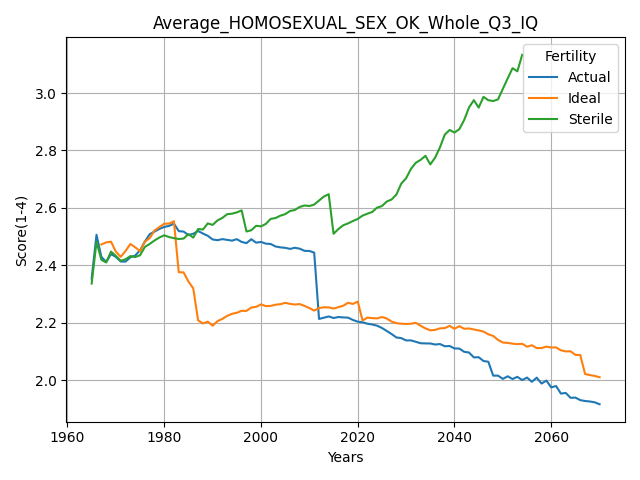 Average_HOMOSEXUAL_SEX_OK_Whole_Q3_IQ
Fertility
Actual
Ideal
Sterile
Score(1-4)
3.0
2.8
2.6
2.4
2.2
2.0
1960
1980
2000
2020
2040
2060
Years